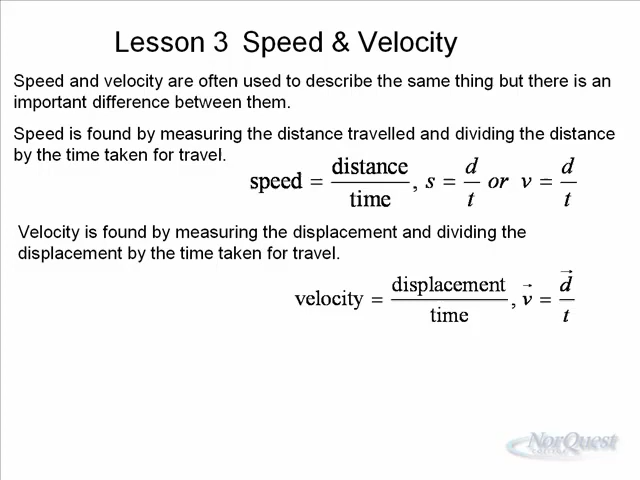 Lesson 3 Speed & Velocity
Speed and velocity are often used to describe the same thing but there is an
important difference between them.
Speed is found by measuring the distance travelled and dividing the distance
by the time taken for travel.
speed = distance/time, s = d/t or v = d/t
Velocity is found by measuring the displacement and dividing the
displacement by the time taken for travel.
velocity = displacement/time, v⃗ = d⃗/t
NorQuest
COLLEGE